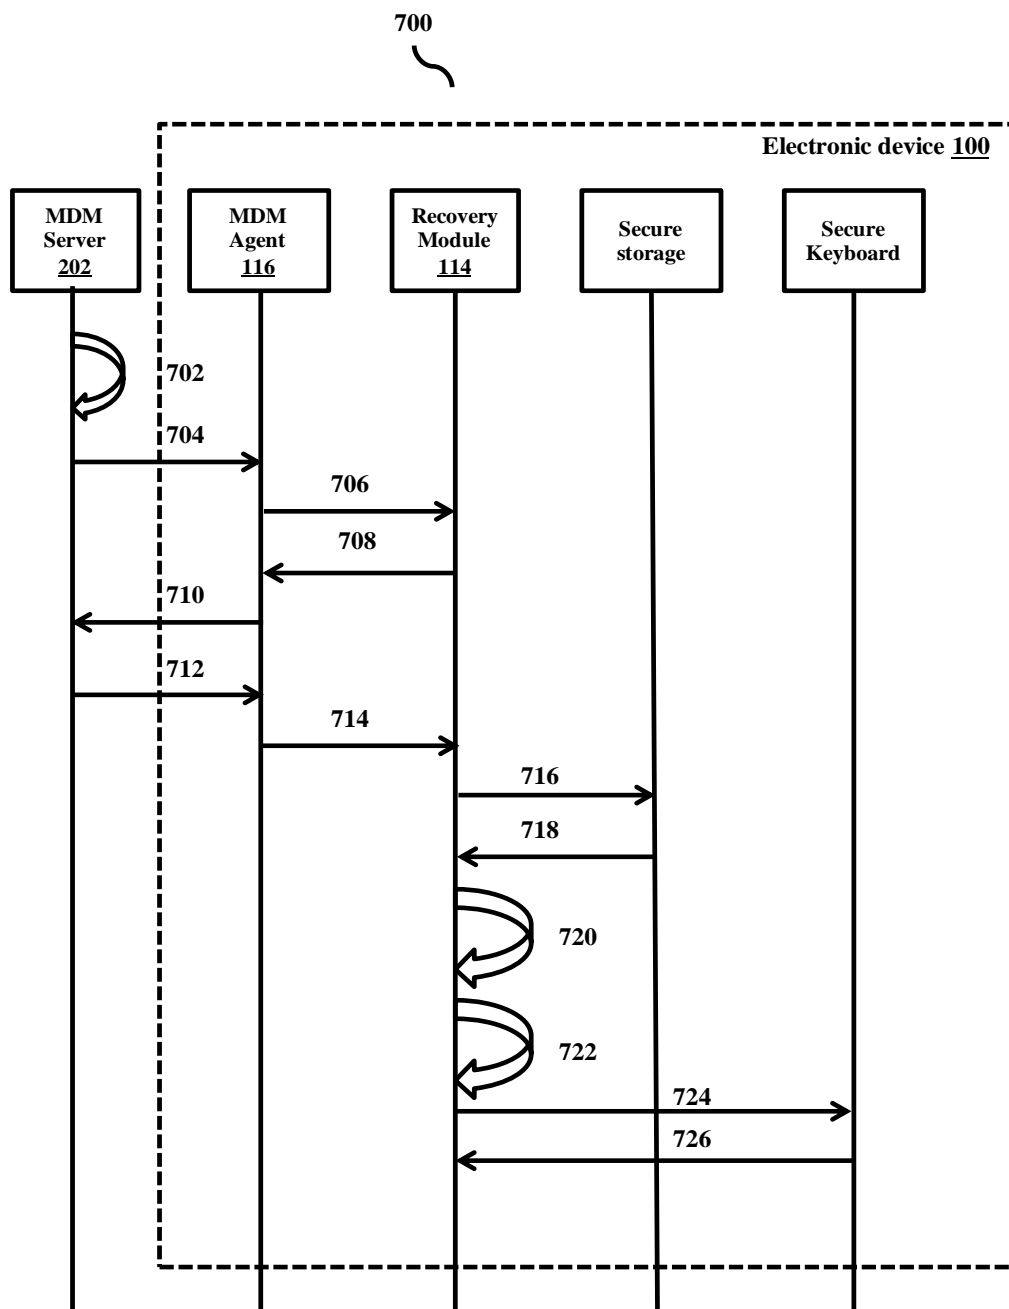 700
Electronic device 100
MDM
Server
202
MDM
Agent
116
Recovery
Module
114
Secure
storage
Secure
Keyboard
702
704
706
708
710
712
714
716
718
720
722
724
726